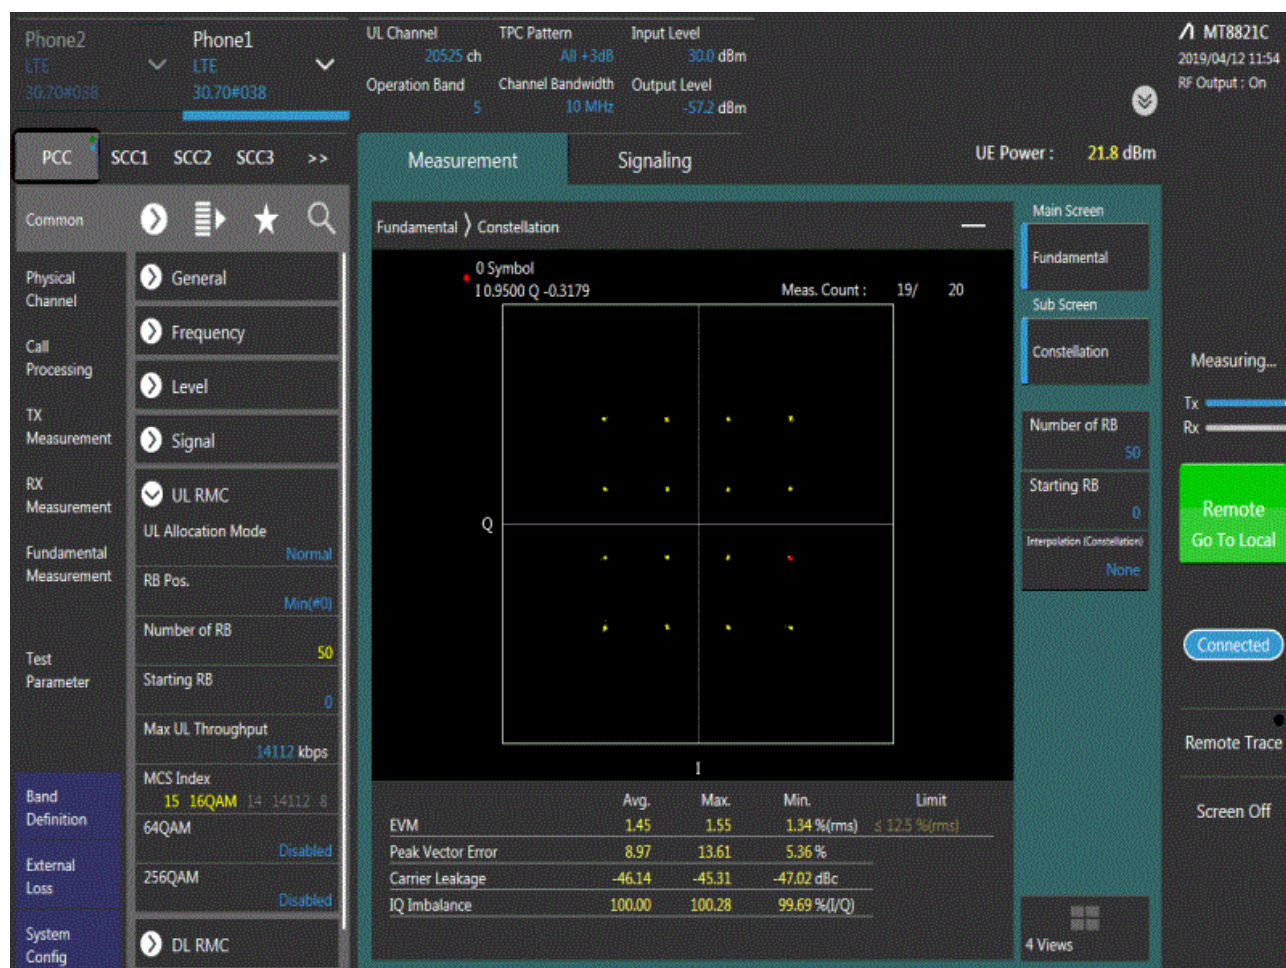 Phone2
LTE
30.70#038
Phone1
LTE
30.70#038
UL Channel
20525 ch
TPC Pattern
All +3dB
Input Level
30.0 dBm
Operation Band
5
Channel Bandwidth
10 MHz
Output Level
-57.2 dBm
MT8821C
2019/04/12 11:54
RF Output : On
PCC SCC1 SCC2 SCC3 >>
Measurement Signaling
UE Power : 21.8 dBm
Common
Physical
Channel
Call
Processing
TX
Measurement
RX
Measurement
Fundamental
Measurement
Test
Parameter
Band
Definition
External
Loss
System
Config
General
Frequency
Level
Signal
UL RMC
UL Allocation Mode
Normal
RB Pos.
Min(#0)
Number of RB
50
Starting RB
0
Max UL Throughput
14112 kbps
MCS Index
15 16QAM 14 14112 8
64QAM
Disabled
256QAM
Disabled
DL RMC
Fundamental 〉Constellation
0 Symbol
I 0.9500 Q -0.3179
Meas. Count : 19/ 20
Q
I
Avg. Max. Min. Limit
EVM 1.45 1.55 1.34 %(rms) ≤ 12.5 %(rms)
Peak Vector Error 8.97 13.61 5.36 %
Carrier Leakage -46.14 -45.31 -47.02 dBc
IQ Imbalance 100.00 100.28 99.69 %(I/Q)
Main Screen
Fundamental
Sub Screen
Constellation
Number of RB
50
Starting RB
0
Interpolation (Constellation)
None
4 Views
Measuring...
Tx
Rx
Remote
Go To Local
Connected
Remote Trace
Screen Off